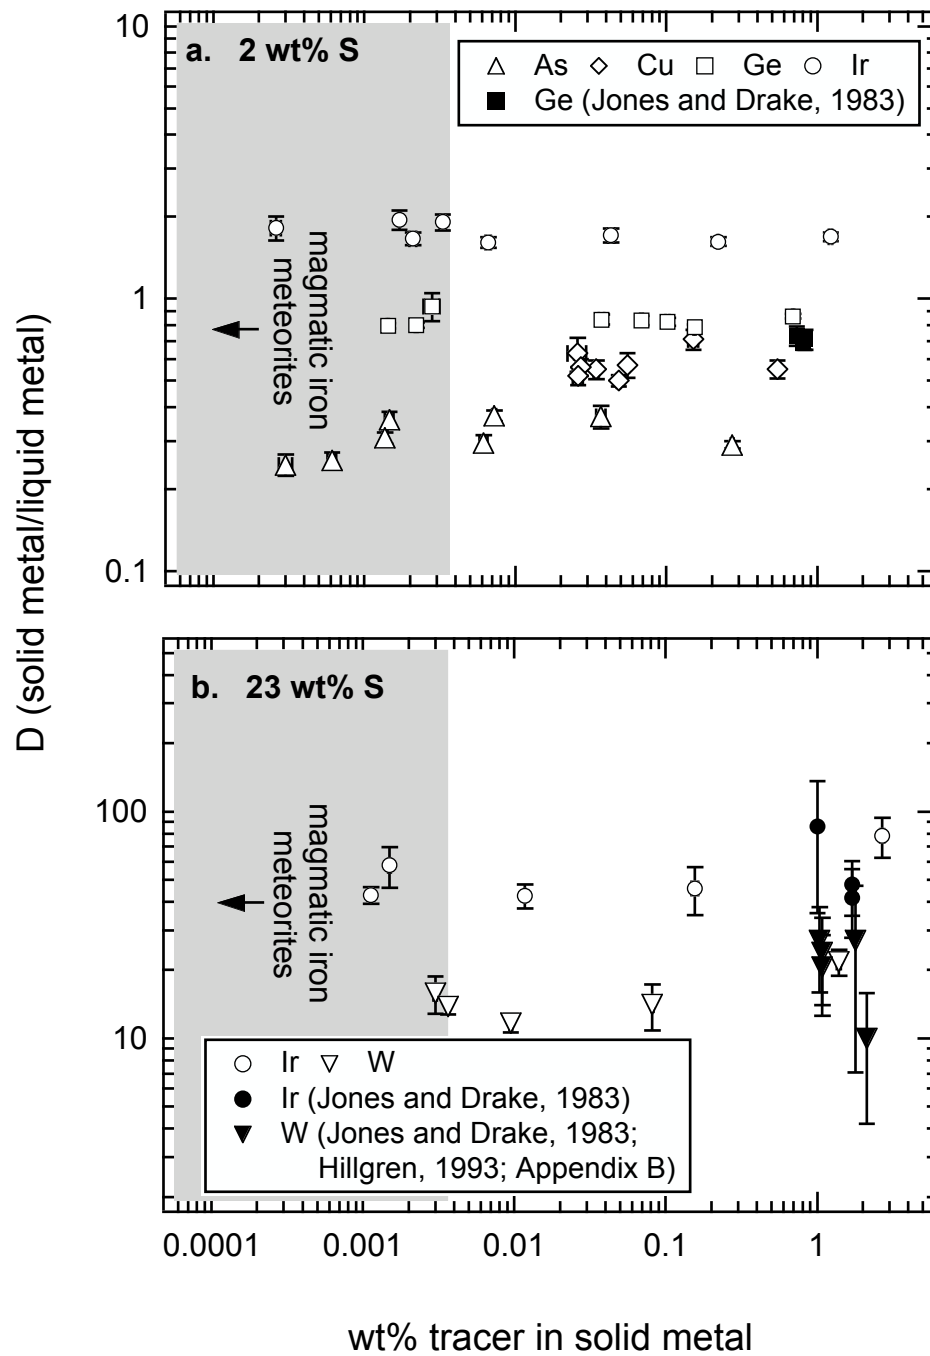 D (solid metal/liquid metal)
10
1
0.1
a. 2 wt% S
As Cu Ge Ir
Ge (Jones and Drake, 1983)
magmatic iron
meteorites
100
10
b. 23 wt% S
magmatic iron
meteorites
Ir W
Ir (Jones and Drake, 1983)
W (Jones and Drake, 1983;
Hillgren, 1993; Appendix B)
0.0001 0.001 0.01 0.1 1
wt% tracer in solid metal